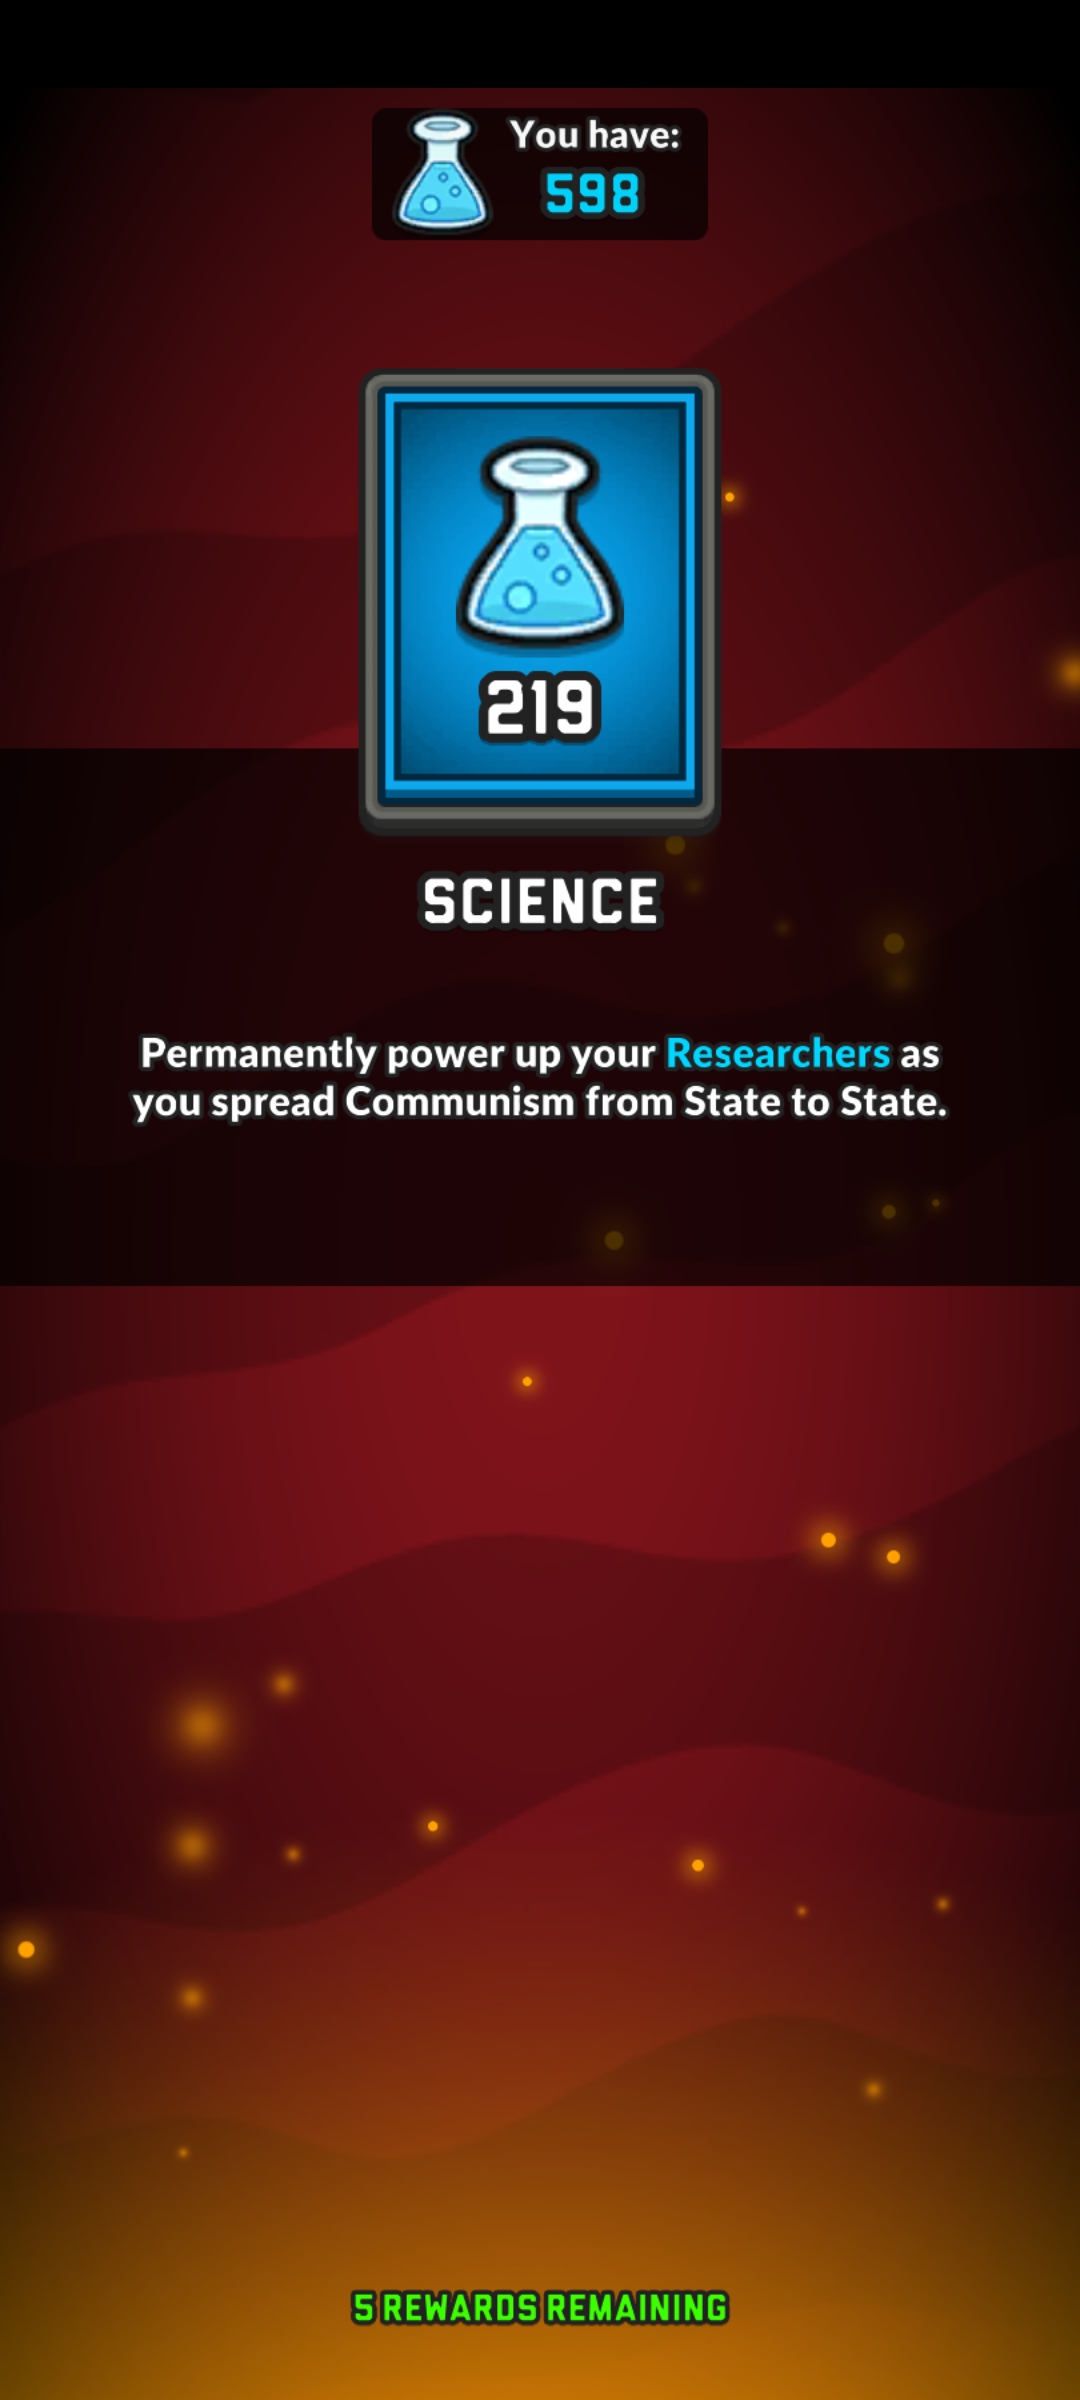 You have:
598
219
SCIENCE
Permanently power up your Researchers as
you spread Communism from State to State.
5 REWARDS REMAINING